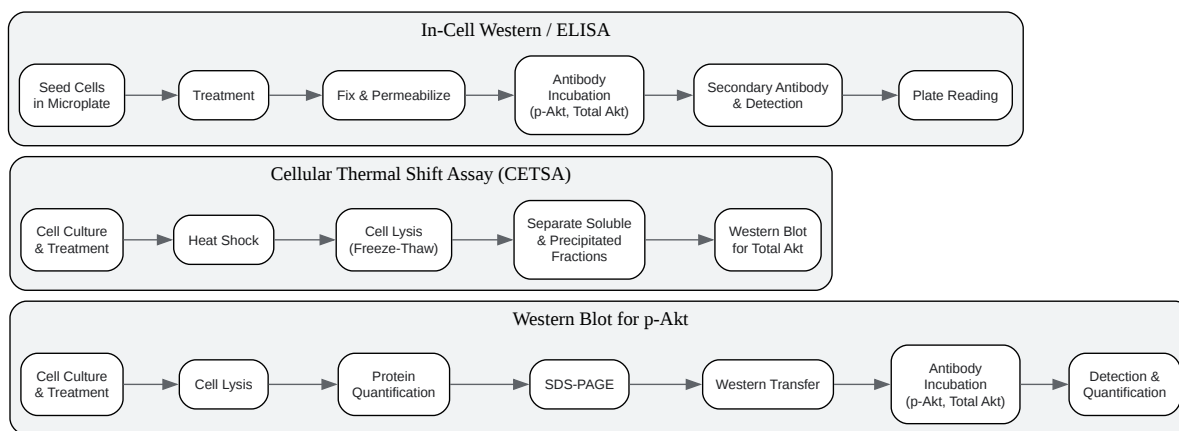 In-Cell Western / ELISA
Seed Cells
in Microplate
Treatment
Fix & Permeabilize
Antibody
Incubation
(p-Akt, Total Akt)
Secondary Antibody
& Detection
Plate Reading
Cellular Thermal Shift Assay (CETSA)
Cell Culture
& Treatment
Heat Shock
Cell Lysis
(Freeze-Thaw)
Separate Soluble
& Precipitated
Fractions
Western Blot
for Total Akt
Western Blot for p-Akt
Cell Culture
& Treatment
Cell Lysis
Protein
Quantification
SDS-PAGE
Western Transfer
Antibody
Incubation
(p-Akt, Total Akt)
Detection &
Quantification